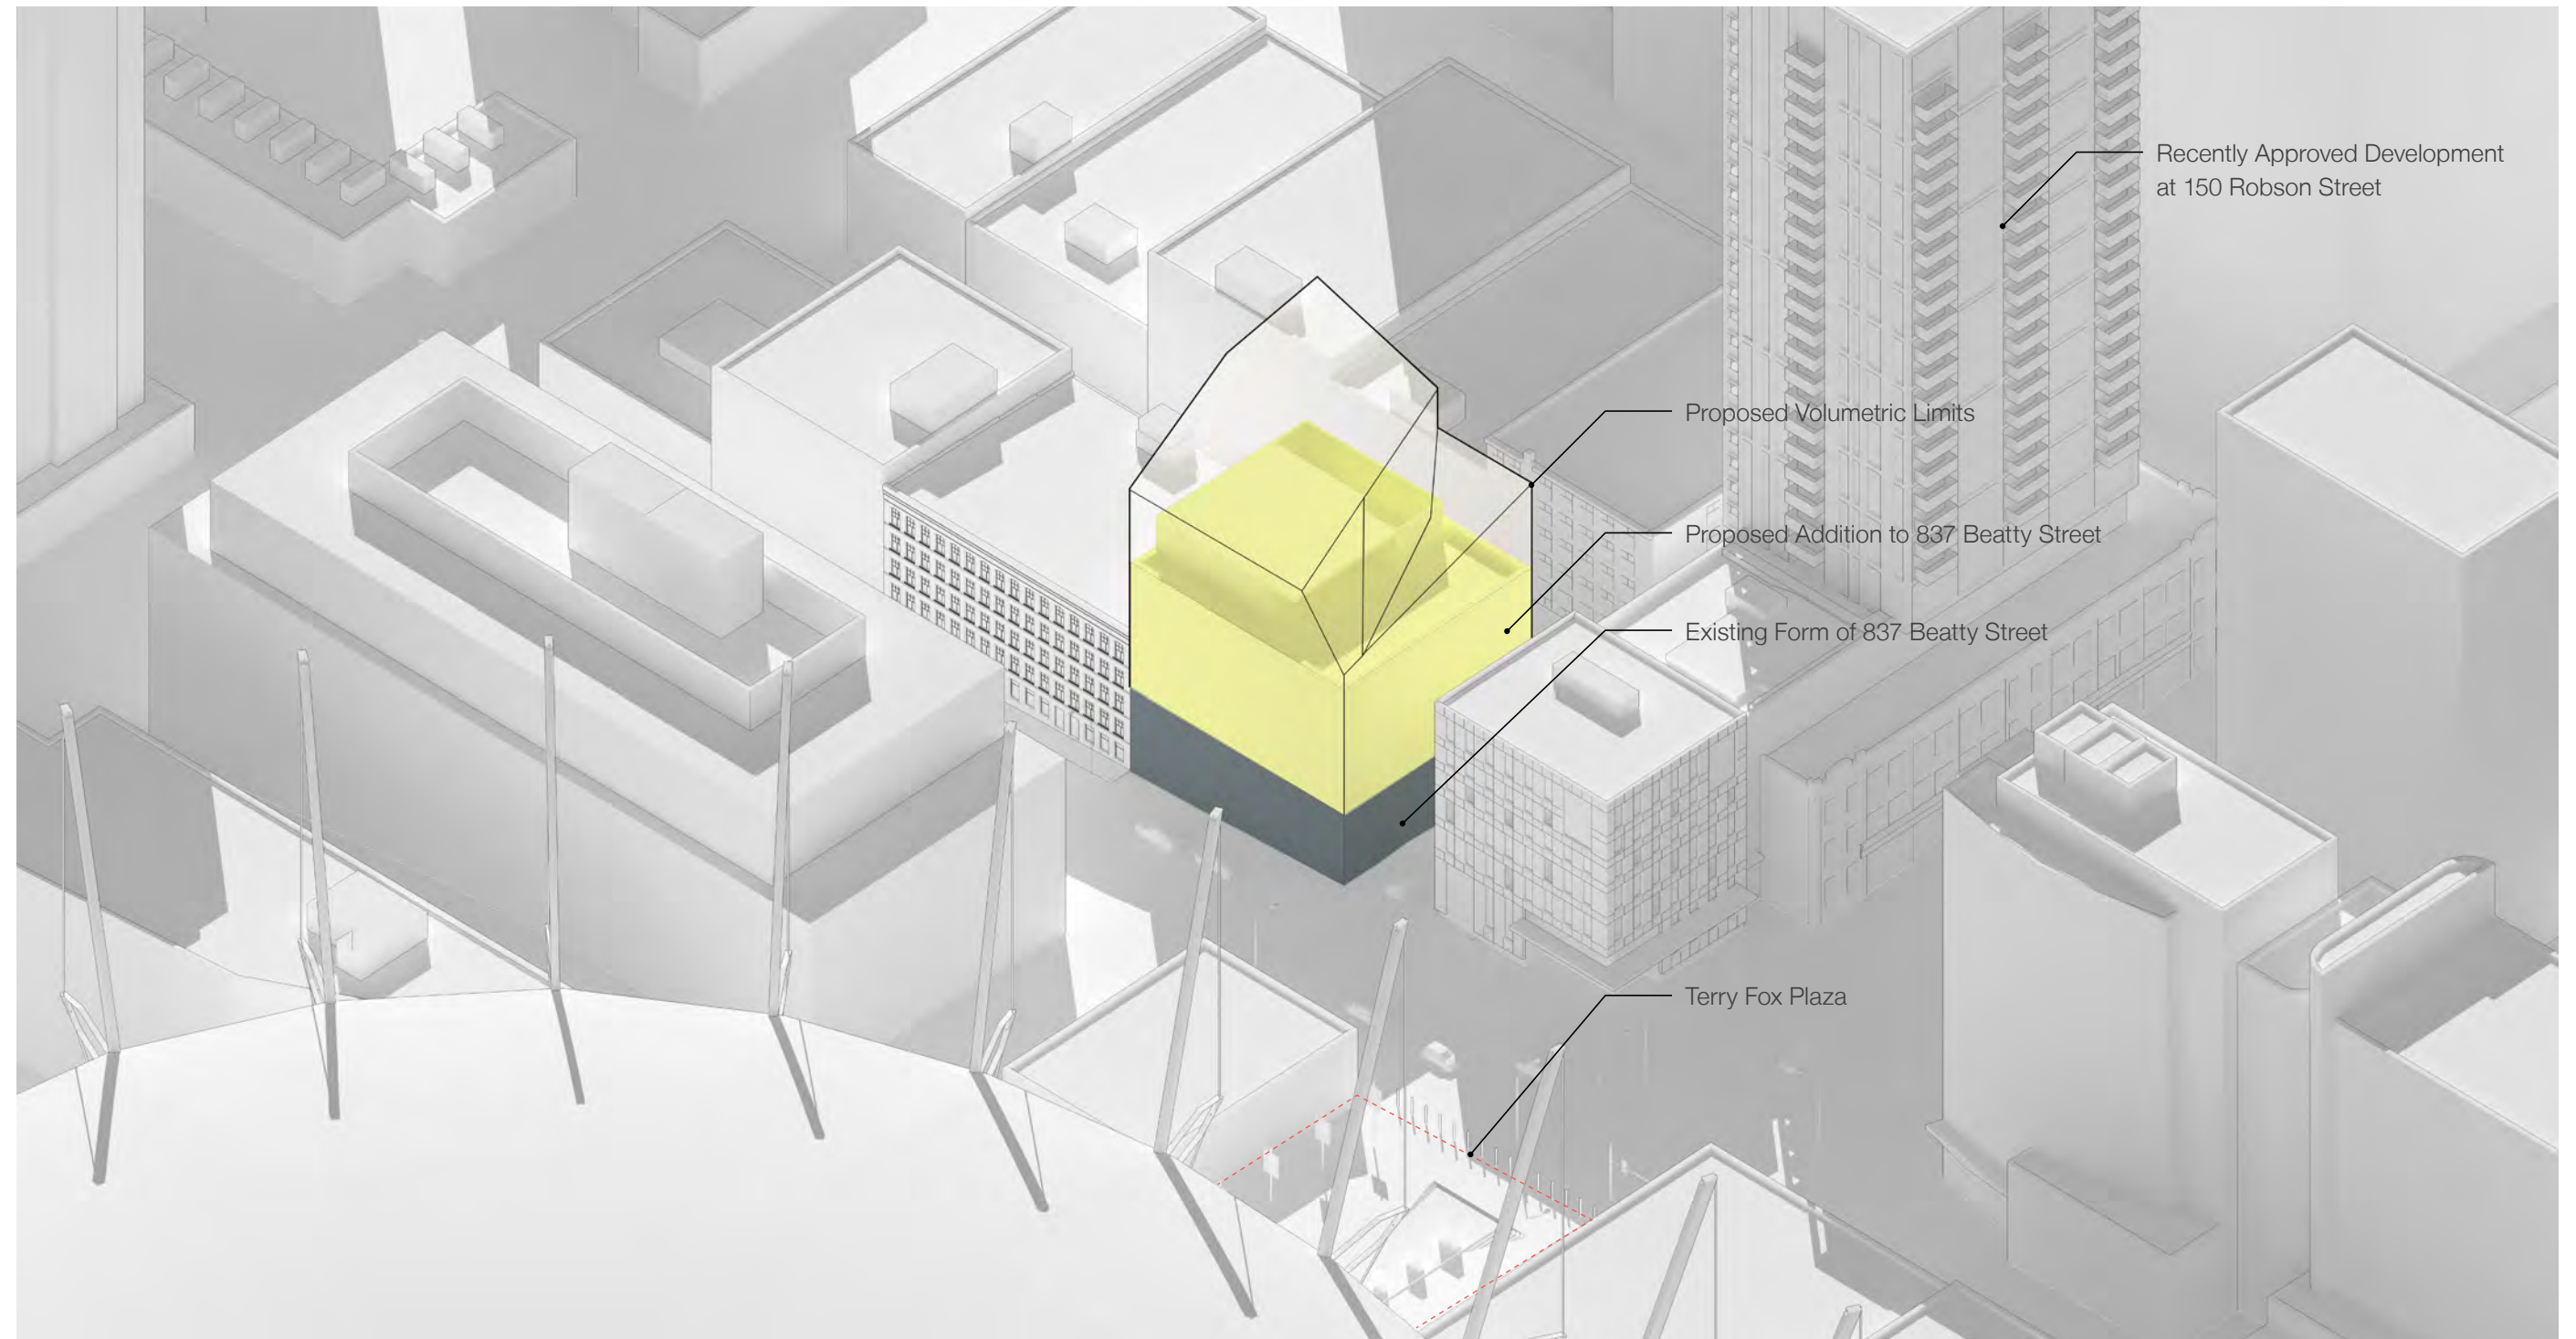 Recently Approved Development
at 150 Robson Street
Proposed Volumetric Limits
Proposed Addition to 837 Beatty Street
Existing Form of 837 Beatty Street
Terry Fox Plaza